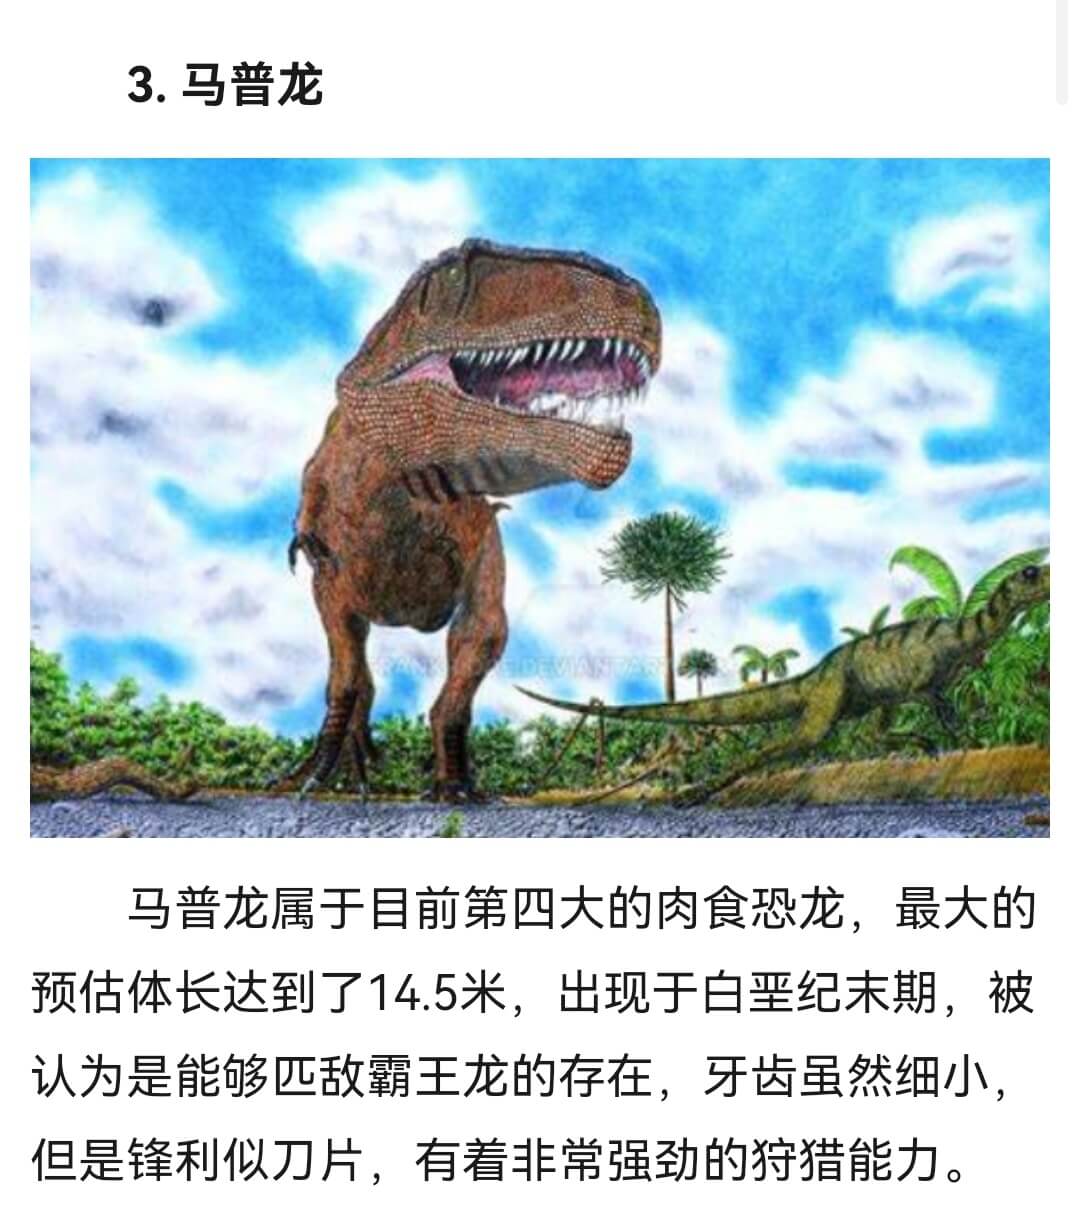 3. 马普龙
马普龙属于目前第四大的肉食恐龙，最大的
预估体长达到了14.5米，出现于白垩纪末期，被
认为是能够匹敌霸王龙的存在，牙齿虽然细小，
但是锋利似刀片，有着非常强劲的狩猎能力。